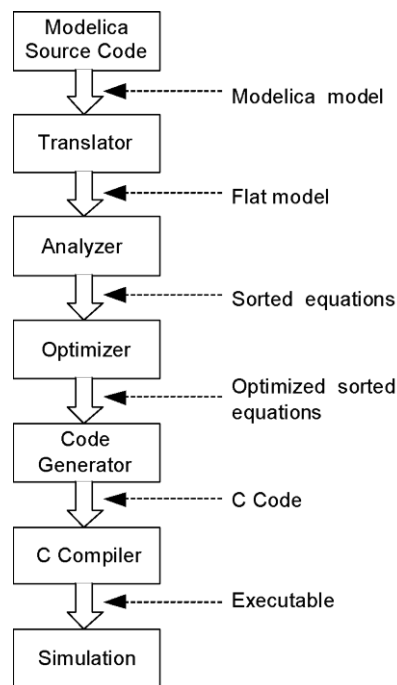 Modelica
Source Code
Modelica model
Translator
Flat model
Analyzer
Sorted equations
Optimizer
Optimized sorted
equations
Code
Generator
C Code
C Compiler
Executable
Simulation